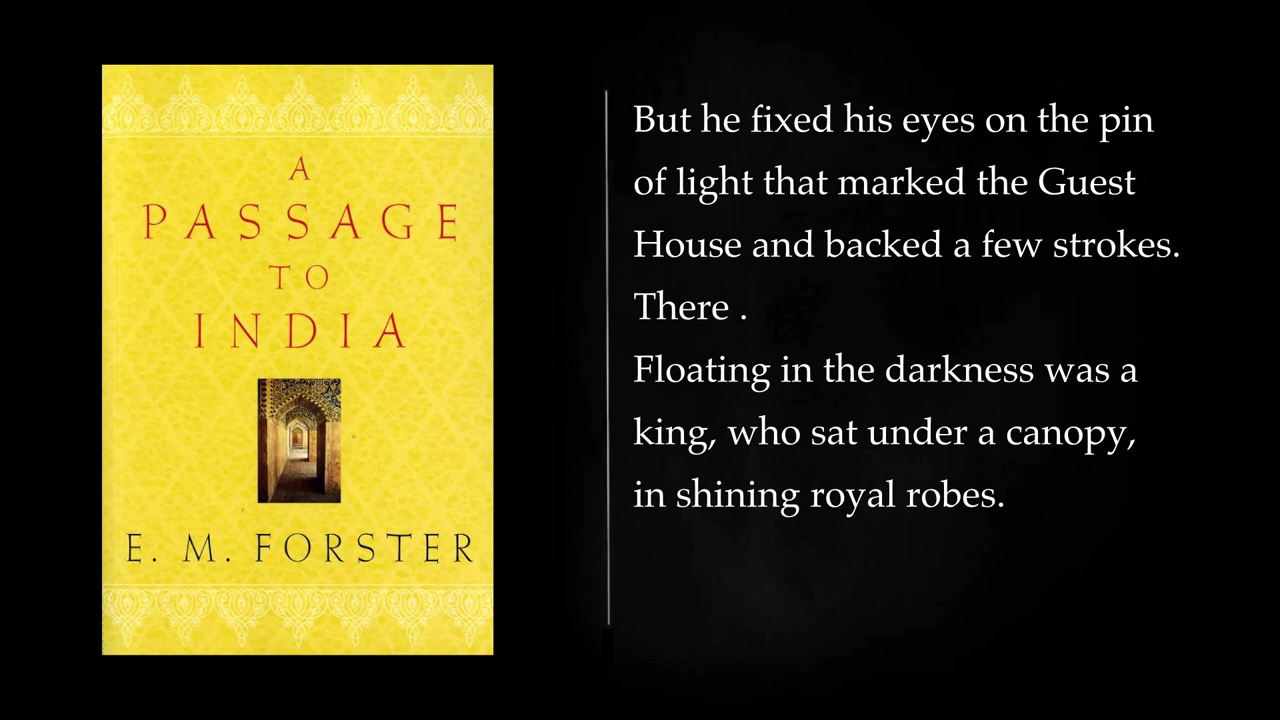 A
PASSAGE
TO
INDIA
E. M. FORSTER
But he fixed his eyes on the pin
of light that marked the Guest
House and backed a few strokes.
There .
Floating in the darkness was a
king, who sat under a canopy,
in shining royal robes.